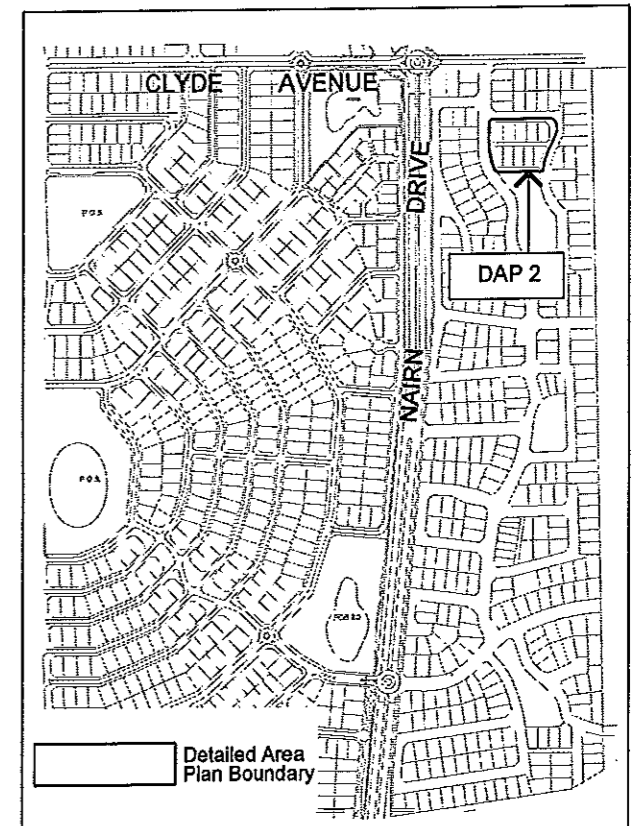 CLYDE AVENUE
P.O.S.
NAIRN DRIVE
DAP 2
P.O.S.
Detailed Area
Plan Boundary